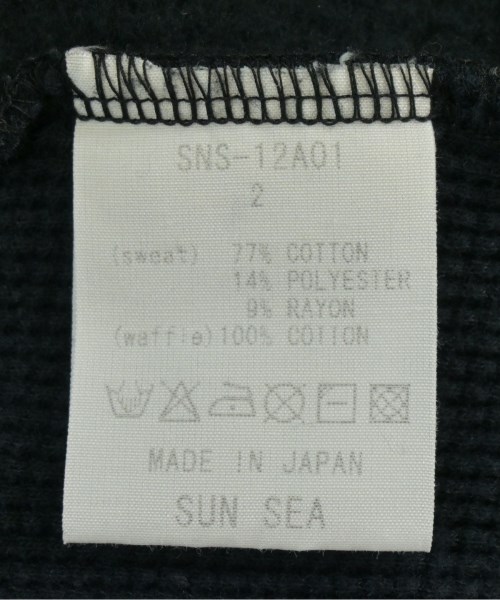 SNS-12A01
2
(sweat) 77% COTTON
14% POLYESTER
9% RAYON
(waffle) 100% COTTON
MADE IN JAPAN
SUN SEA